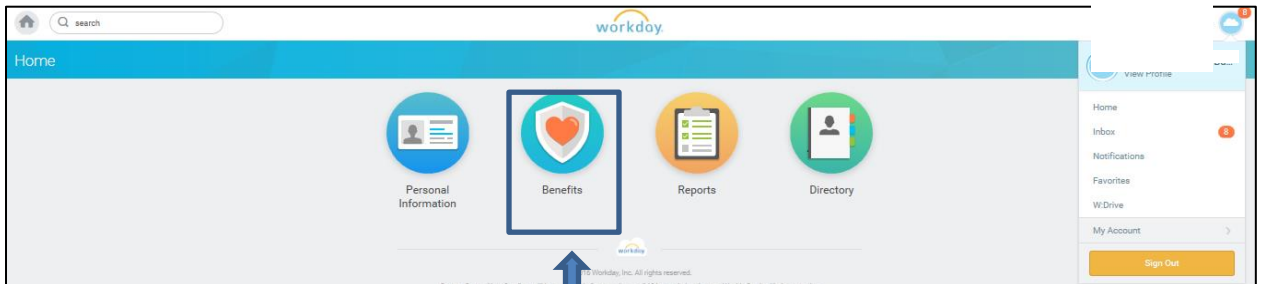 search
workday.
8
Home
View Profile
Home
Inbox
8
Notifications
Favorites
W:Drive
My Account
Sign Out
Personal
Information
Benefits
Reports
Directory
workday
Workday, Inc. All rights reserved.